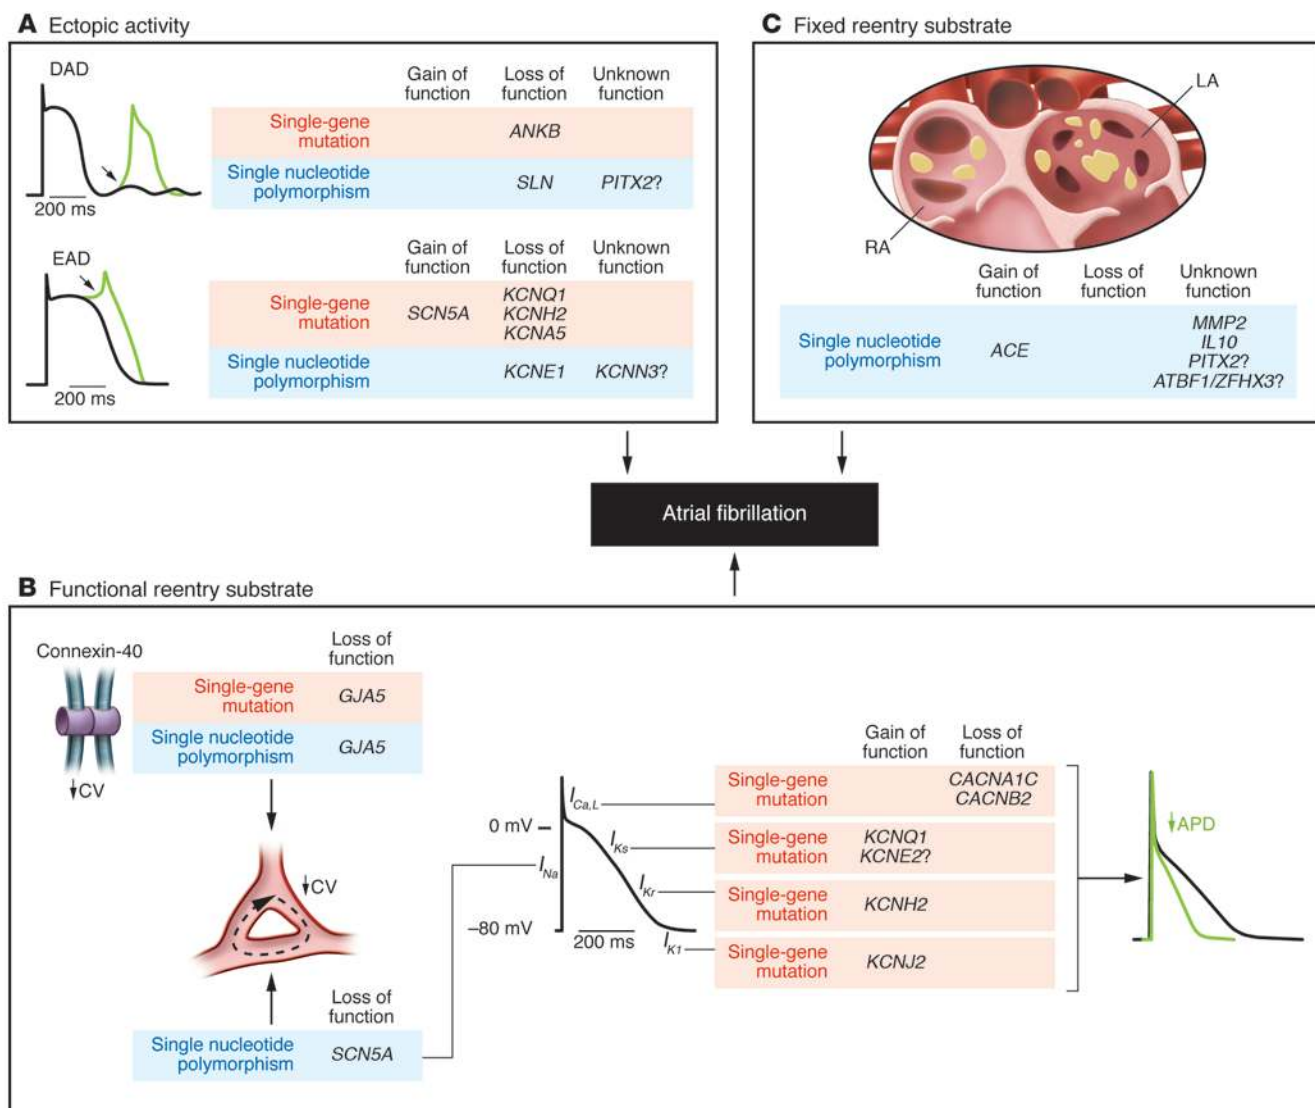 A Ectopic activity
DAD
200 ms
Gain of function
Loss of function
Unknown function
Single-gene mutation
ANKB
Single nucleotide polymorphism
SLN
PITX2?
EAD
200 ms
Gain of function
Loss of function
Unknown function
Single-gene mutation
SCN5A
KCNQ1
KCNH2
KCNA5
Single nucleotide polymorphism
KCNE1
KCNN3?
C Fixed reentry substrate
LA
RA
Gain of function
Loss of function
Unknown function
Single nucleotide polymorphism
ACE
MMP2
IL10
PITX2?
ATBF1/ZFHX3?
Atrial fibrillation
B Functional reentry substrate
Connexin-40
↓CV
Loss of function
Single-gene mutation
GJA5
Single nucleotide polymorphism
GJA5
↓CV
Loss of function
Single nucleotide polymorphism
SCN5A
0 mV
–80 mV
200 ms
INa
ICa,L
IKs
IKr
IK1
Gain of function
Loss of function
Single-gene mutation
CACNA1C
CACNB2
Single-gene mutation
KCNQ1
KCNE2?
Single-gene mutation
KCNH2
Single-gene mutation
KCNJ2
↓APD